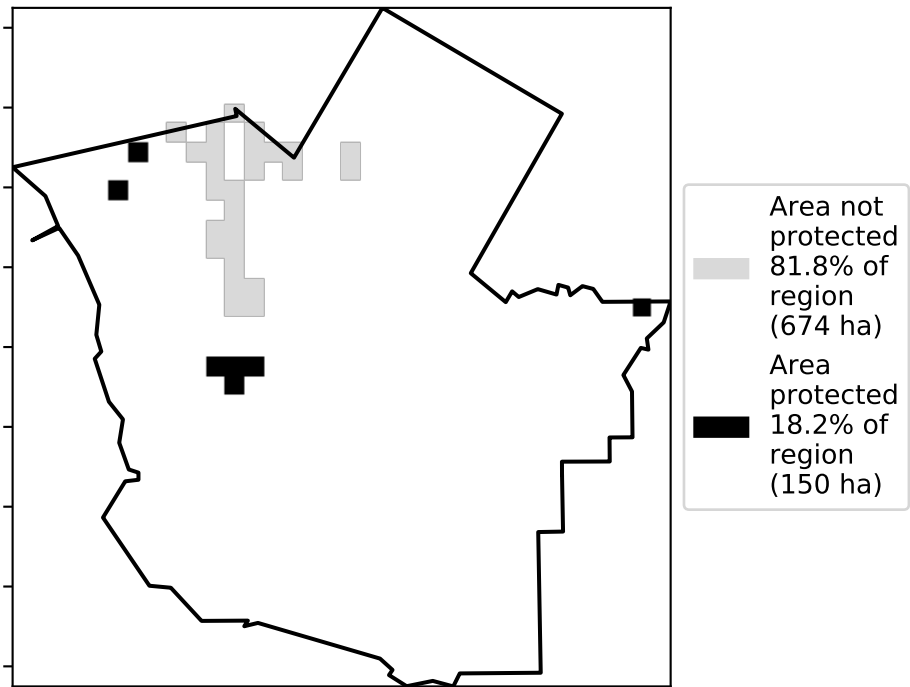 Area not
protected
81.8% of
region
(674 ha)
Area
protected
18.2% of
region
(150 ha)